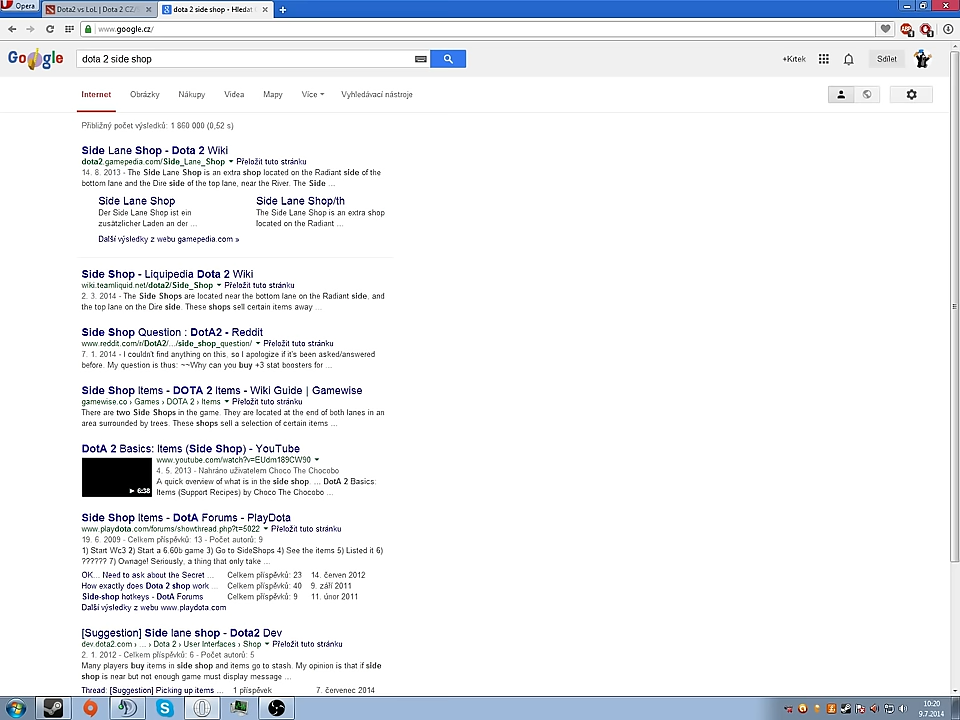 Opera
Dota2 vs LoL | Dota 2 CZ/
dota 2 side shop - Hledat
www.google.cz/
Google
dota 2 side shop
+Kitek
Sdílet
Internet Obrázky Nákupy Videa Mapy Více Vyhledávací nástroje
Přibližný počet výsledků: 1 860 000 (0,52 s)
Side Lane Shop - Dota 2 Wiki
dota2.gamepedia.com/Side_Lane_Shop Přeložit tuto stránku
14. 8. 2013 - The Side Lane Shop is an extra shop located on the Radiant side of the
bottom lane and the Dire side of the top lane, near the River. The Side ...
Side Lane Shop
Der Side Lane Shop ist ein
zusätzlicher Laden an der ...
Side Lane Shop/th
The Side Lane Shop is an extra shop
located on the Radiant ...
Další výsledky z webu gamepedia.com »
Side Shop - Liquipedia Dota 2 Wiki
wiki.teamliquid.net/dota2/Side_Shop Přeložit tuto stránku
2. 3. 2014 - The Side Shops are located near the bottom lane on the Radiant side, and
the top lane on the Dire side. These shops sell certain items away ...
Side Shop Question : DotA2 - Reddit
www.reddit.com/r/DotA2/.../side_shop_question/ Přeložit tuto stránku
7. 1. 2014 - I couldn't find anything on this, so I apologize if it's been asked/answered
before. My question is thus: ~~Why can you buy +3 stat boosters for ...
Side Shop Items - DOTA 2 Items - Wiki Guide | Gamewise
gamewise.co › Games › DOTA 2 › Items Přeložit tuto stránku
There are two Side Shops in the game. They are located at the end of both lanes in an
area surrounded by trees. These shops sell a selection of certain items ...
DotA 2 Basics: Items (Side Shop) - YouTube
www.youtube.com/watch?v=EUdm189CW90
4. 5. 2013 - Nahráno uživatelem Choco The Chocobo
A quick overview of what is in the side shop. ... DotA 2 Basics:
Items (Support Recipes) by Choco The Chocobo ...
6:38
Side Shop Items - DotA Forums - PlayDota
www.playdota.com/forums/showthread.php?t=5022 Přeložit tuto stránku
19. 6. 2009 - Celkem příspěvků: 13 - Počet autorů: 9
1) Start Wc3 2) Start a 6.60b game 3) Go to SideShops 4) See the items 5) Listed it 6)
?????? 7) Ownage! Seriously, a thing that only take ...
OK... Need to ask about the Secret ... Celkem příspěvků: 23 14. červen 2012
How exactly does Dota 2 shop work ... Celkem příspěvků: 40 9. září 2011
Side-shop hotkeys - DotA Forums Celkem příspěvků: 9 11. únor 2011
Další výsledky z webu www.playdota.com
[Suggestion] Side lane shop - Dota2 Dev
dev.dota2.com › ... › Dota 2 › User Interfaces › Shop Přeložit tuto stránku
2. 1. 2012 - Celkem příspěvků: 6 - Počet autorů: 5
Many players buy items in side shop and items go to stash. My opinion is that if side
shop is near but not enough game must display message ...
Thread: [Suggestion] Picking up items ... 1 příspěvek 7. červenec 2014
10:20
9.7.2014